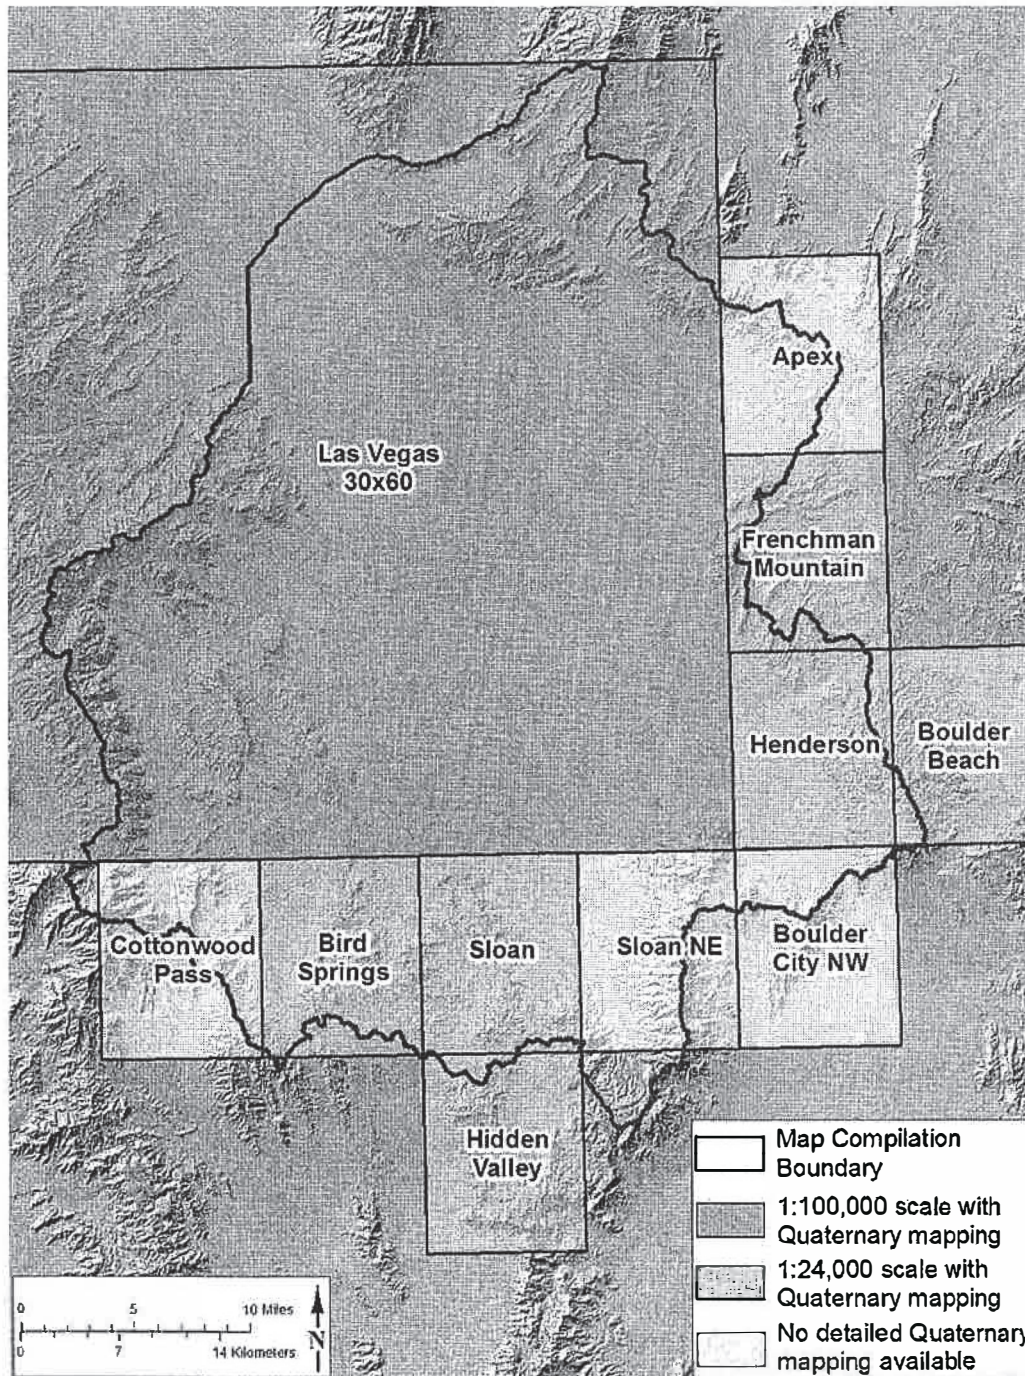 Apex
Las Vegas
30x60
Frenchman
Mountain
Henderson
Boulder
Beach
Cottonwood
Pass
Bird
Springs
Sloan
Sloan NE
Boulder
City NW
Hidden
Valley
Map Compilation
Boundary
1:100,000 scale with
Quaternary mapping
1:24,000 scale with
Quaternary mapping
No detailed Quaternary
mapping available
0 5 10 Miles
0 7 14 Kilometers
N